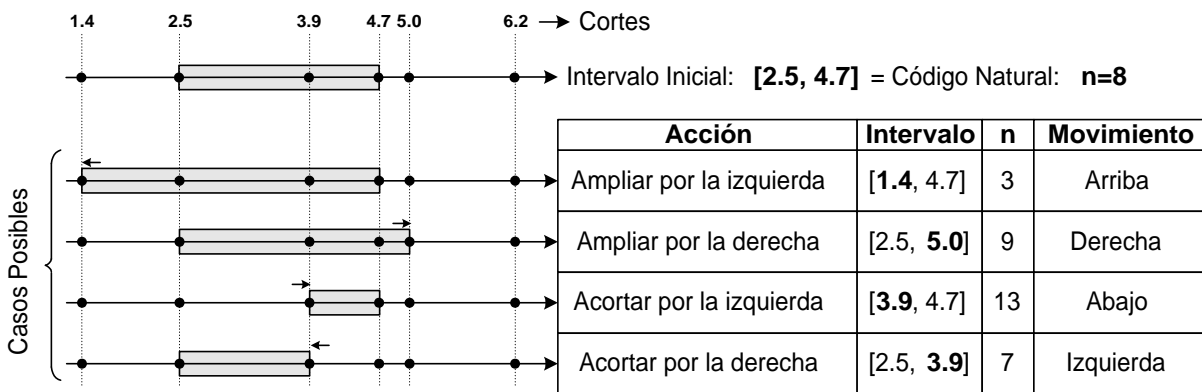 1.4 2.5 3.9 4.7 5.0 6.2 Cortes
Intervalo Inicial: [2.5, 4.7] = Código Natural: n=8
Casos Posibles
Acción Intervalo n Movimiento
Ampliar por la izquierda [1.4, 4.7] 3 Arriba
Ampliar por la derecha [2.5, 5.0] 9 Derecha
Acortar por la izquierda [3.9, 4.7] 13 Abajo
Acortar por la derecha [2.5, 3.9] 7 Izquierda